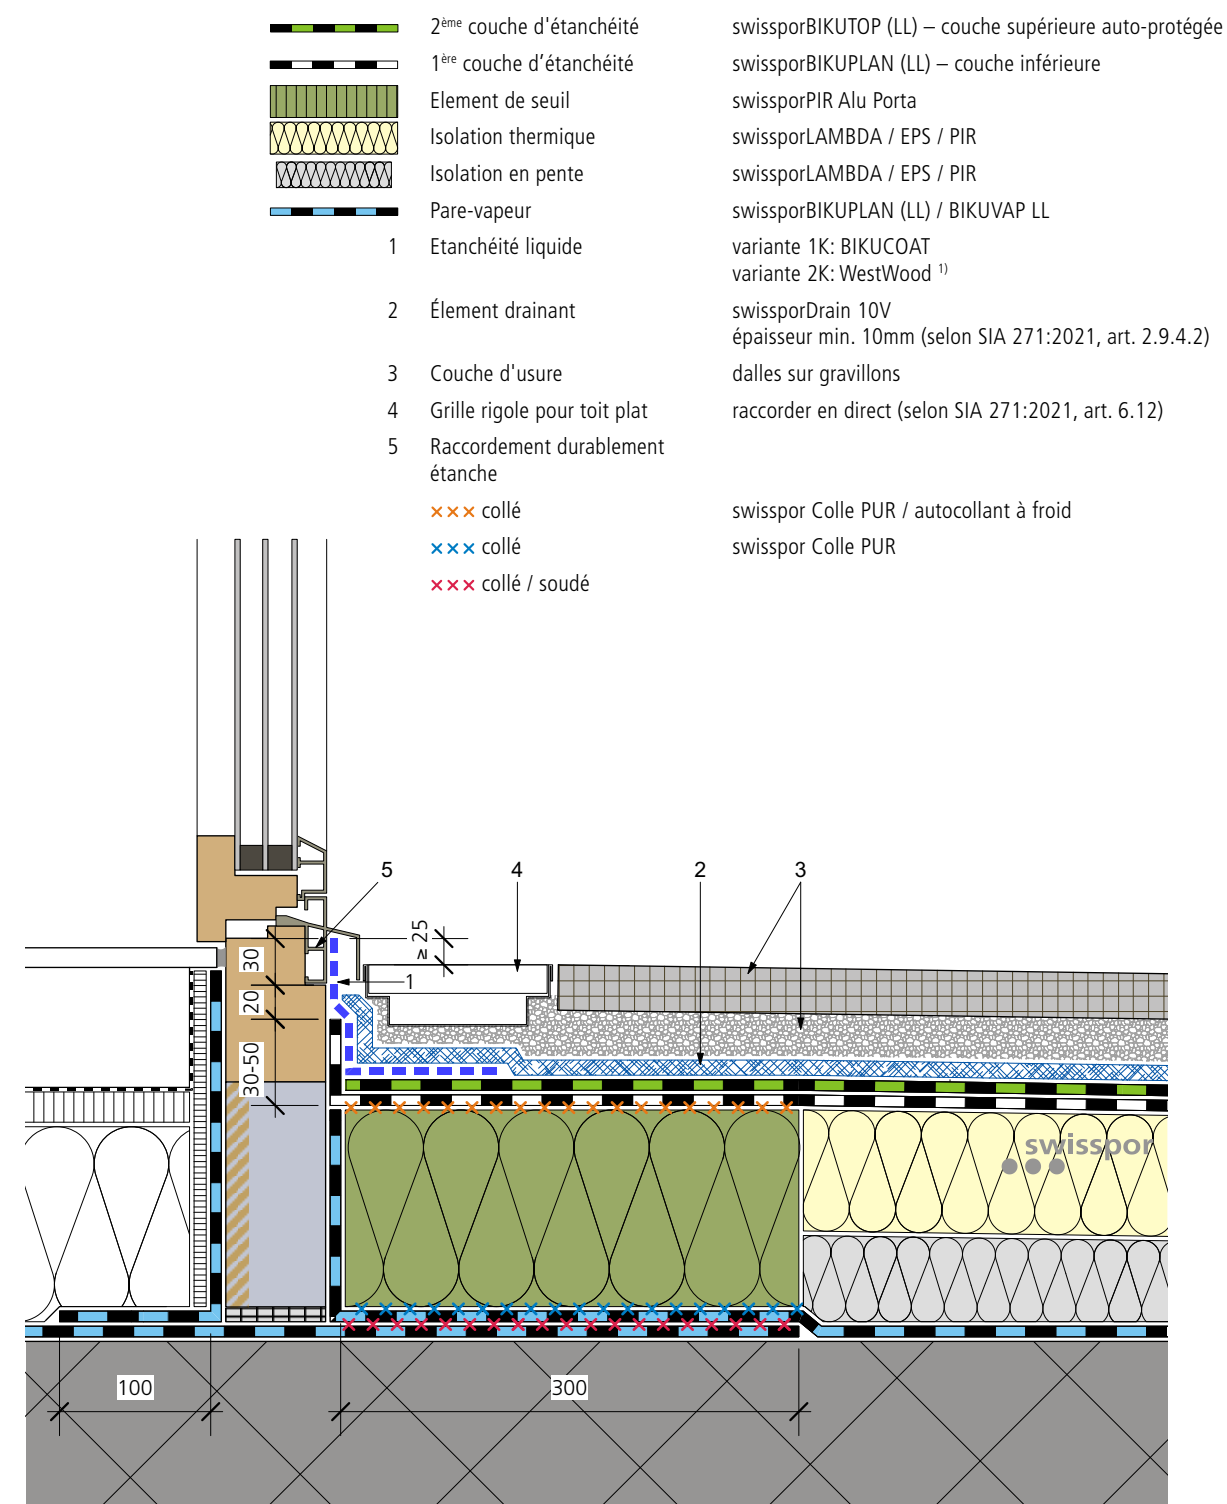 2ème couche d'étanchéité swissporBIKUTOP (LL) – couche supérieure auto-protégée
1ère couche d’étanchéité swissporBIKUPLAN (LL) – couche inférieure
Element de seuil swissporPIR Alu Porta
Isolation thermique swissporLAMBDA / EPS / PIR
Isolation en pente swissporLAMBDA / EPS / PIR
Pare-vapeur swissporBIKUPLAN (LL) / BIKUVAP LL
1 Etanchéité liquide variante 1K: BIKUCOAT
variante 2K: WestWood 1)
2 Élement drainant swissporDrain 10V
épaisseur min. 10mm (selon SIA 271:2021, art. 2.9.4.2)
3 Couche d'usure dalles sur gravillons
4 Grille rigole pour toit plat raccorder en direct (selon SIA 271:2021, art. 6.12)
5 Raccordement durablement
étanche
××× collé swisspor Colle PUR / autocollant à froid
××× collé swisspor Colle PUR
××× collé / soudé
5 4 2 3
≥ 25
30
1
20
30-50
swisspor
100 300